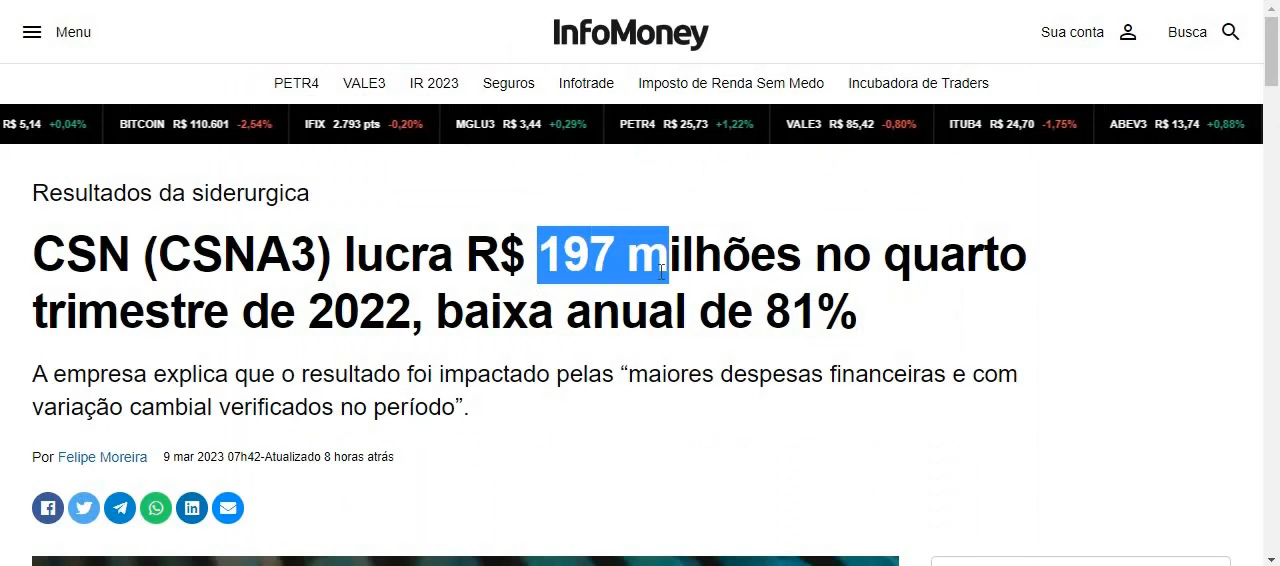 Menu
InfoMoney
Sua conta
Busca
PETR4 VALE3 IR 2023 Seguros Infotrade Imposto de Renda Sem Medo Incubadora de Traders
R$ 5,14 +0,04% BITCOIN R$ 110.601 -2,54% IFIX 2.793 pts -0,20% MGLU3 R$ 3,44 +0,29% PETR4 R$ 25,73 +1,22% VALE3 R$ 85,42 -0,80% ITUB4 R$ 24,70 -1,75% ABEV3 R$ 13,74 +0,88%
Resultados da siderurgica
CSN (CSNA3) lucra R$ 197 milhões no quarto
trimestre de 2022, baixa anual de 81%
A empresa explica que o resultado foi impactado pelas “maiores despesas financeiras e com
variação cambial verificados no período”.
Por Felipe Moreira 9 mar 2023 07h42-Atualizado 8 horas atrás